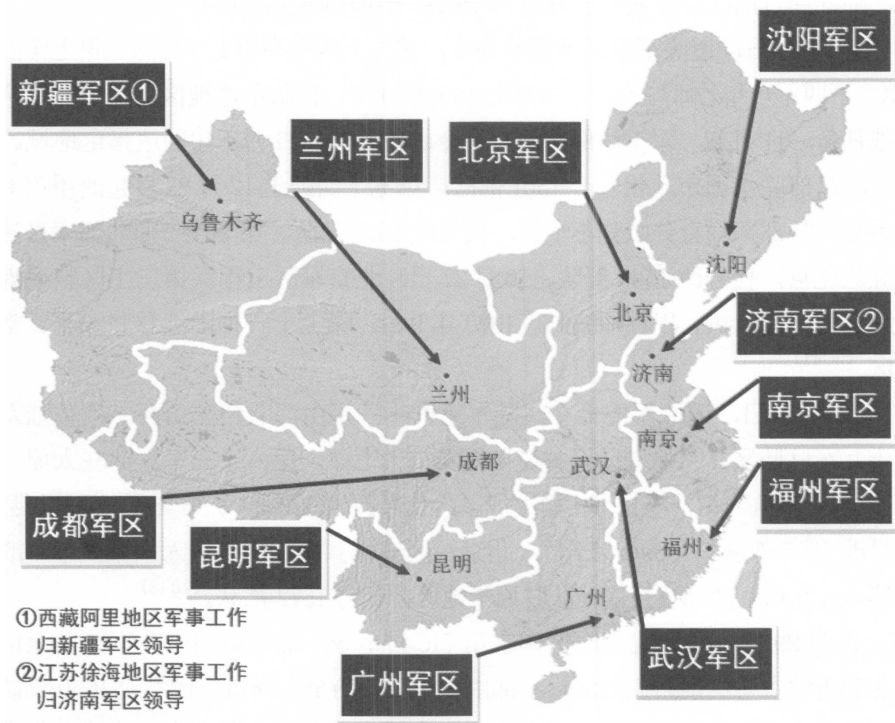 沈阳军区
新疆军区①
兰州军区
北京军区
乌鲁木齐
沈阳
北京
济南军区②
济南
兰州
南京军区
南京
成都
武汉
福州军区
成都军区
昆明军区
福州
昆明
广州
①西藏阿里地区军事工作
归新疆军区领导
武汉军区
②江苏徐海地区军事工作
归济南军区领导
广州军区